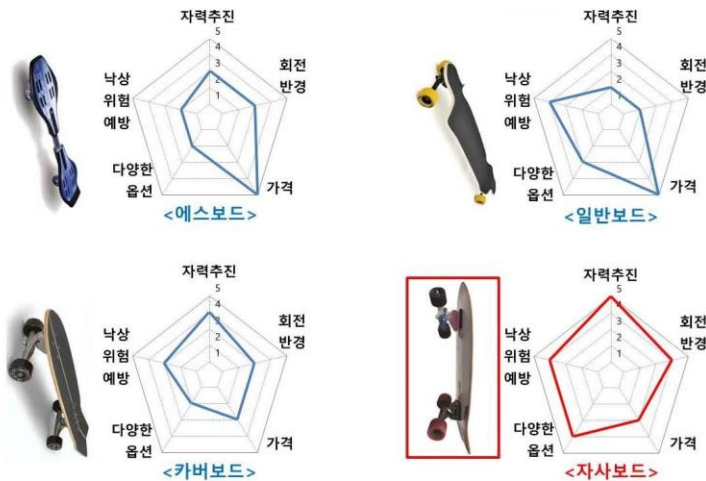 자력추진
5
4
3
2
1
회전
반경
가격
다양한
옵션
낙상
위험
예방
<에스보드>
자력추진
5
4
3
2
1
회전
반경
가격
다양한
옵션
낙상
위험
예방
<일반보드>
자력추진
5
4
3
2
1
회전
반경
가격
다양한
옵션
낙상
위험
예방
<카버보드>
자력추진
5
4
3
2
1
회전
반경
가격
다양한
옵션
낙상
위험
예방
<자사보드>